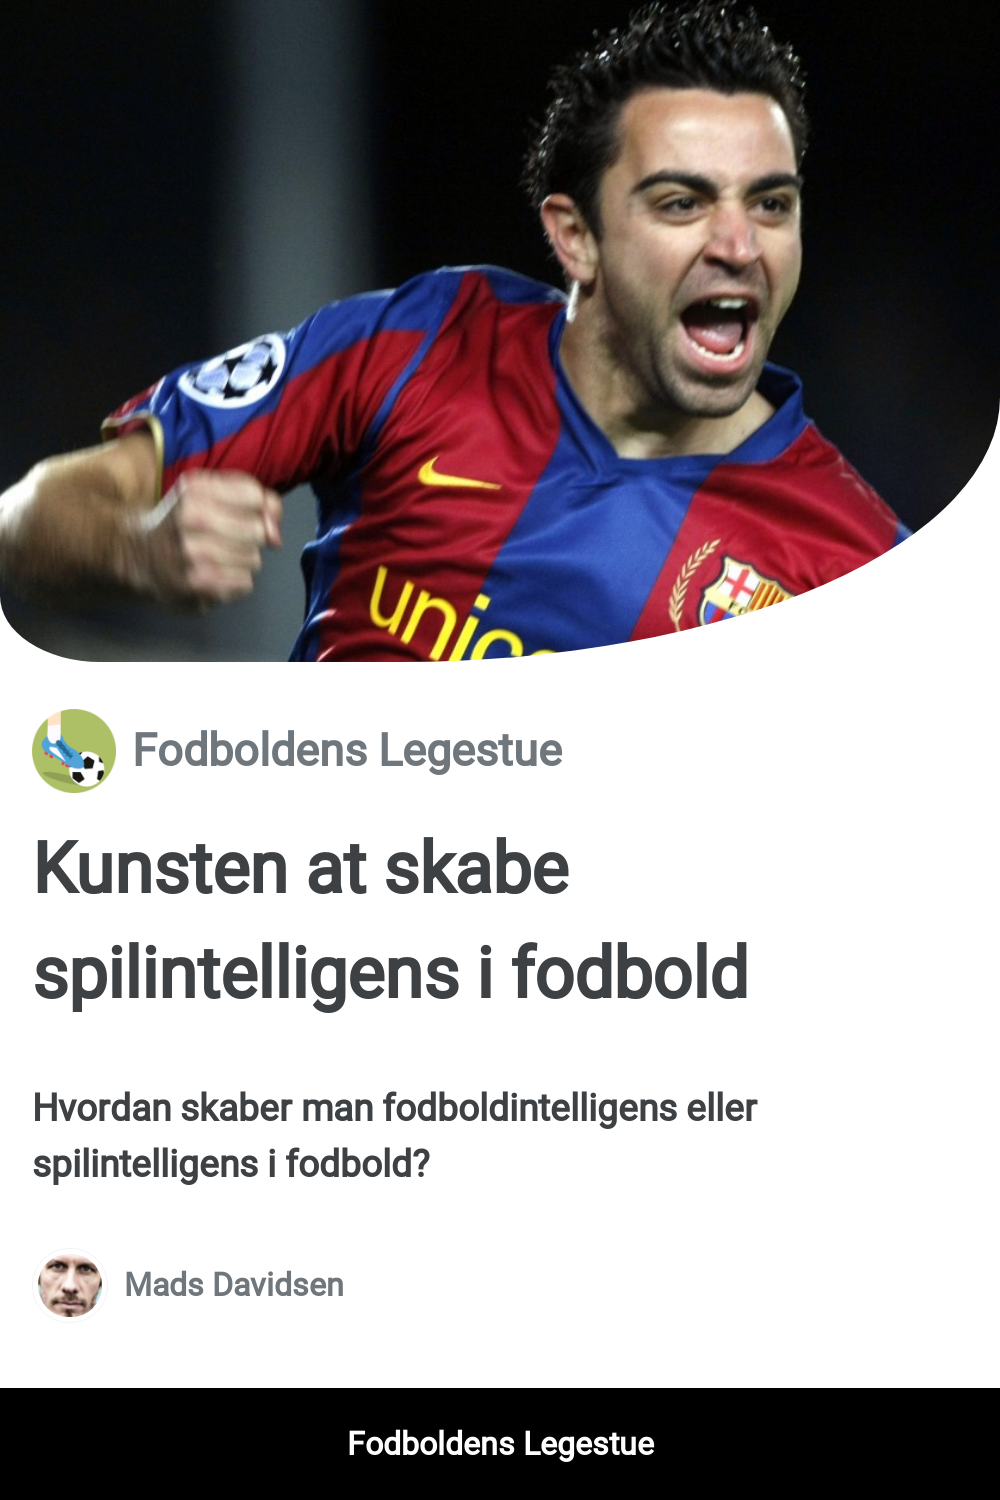 unic
Fodboldens Legestue
Kunsten at skabe
spilintelligens i fodbold
Hvordan skaber man fodboldintelligens eller
spilintelligens i fodbold?
Mads Davidsen
Fodboldens Legestue